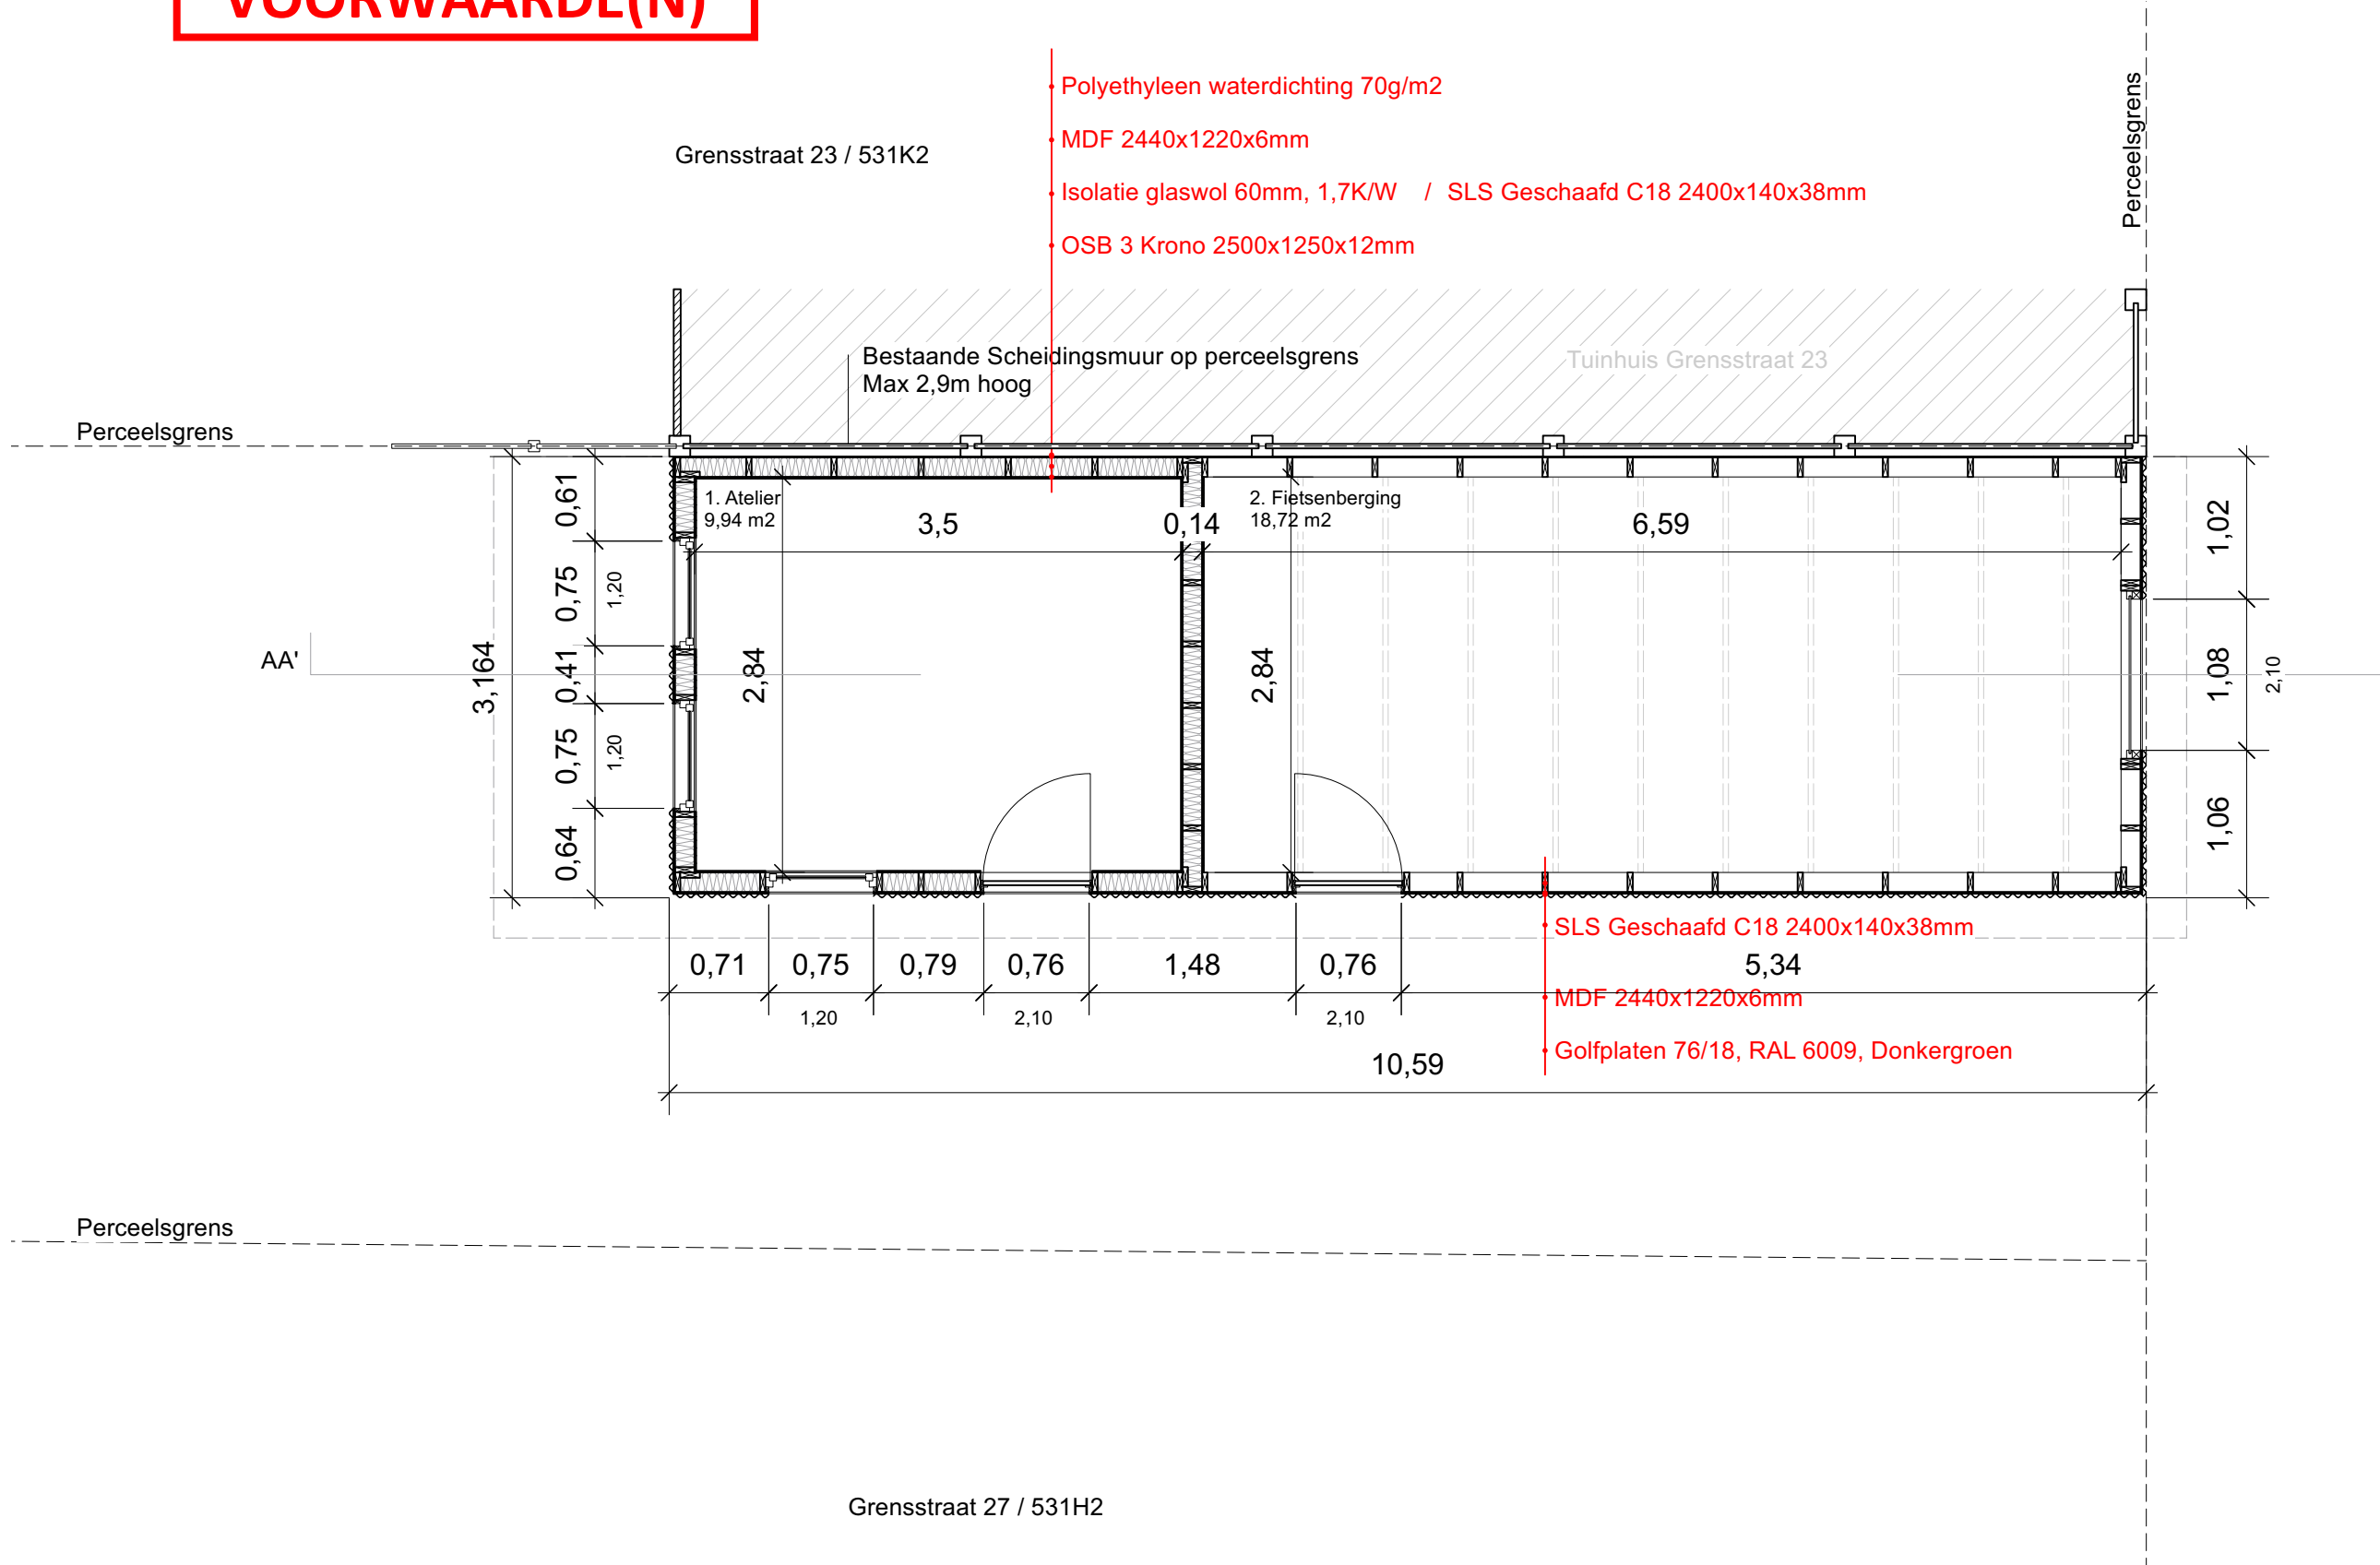 VOORWAARDE(N)
Polyethyleen waterdichting 70g/m2
MDF 2440x1220x6mm
Isolatie glaswol 60mm, 1,7K/W / SLS Geschaafd C18 2400x140x38mm
OSB 3 Krono 2500x1250x12mm
Grensstraat 23 / 531K2
Perceelsgrens
Bestaande Scheidingsmuur op perceelsgrens
Max 2,9m hoog
Tuinhuis Grensstraat 23
Perceelsgrens
1. Atelier
9,94 m2
3,5
0,14
2. Fietsenberging
18,72 m2
6,59
0,61
0,75
1,20
0,41
0,75
1,20
0,64
3,164
AA'
2,84
2,84
1,02
1,08
2,10
1,06
SLS Geschaafd C18 2400x140x38mm
0,71
0,75
0,79
0,76
1,48
0,76
5,34
MDF 2440x1220x6mm
1,20
2,10
2,10
Golfplaten 76/18, RAL 6009, Donkergroen
10,59
Perceelsgrens
Grensstraat 27 / 531H2